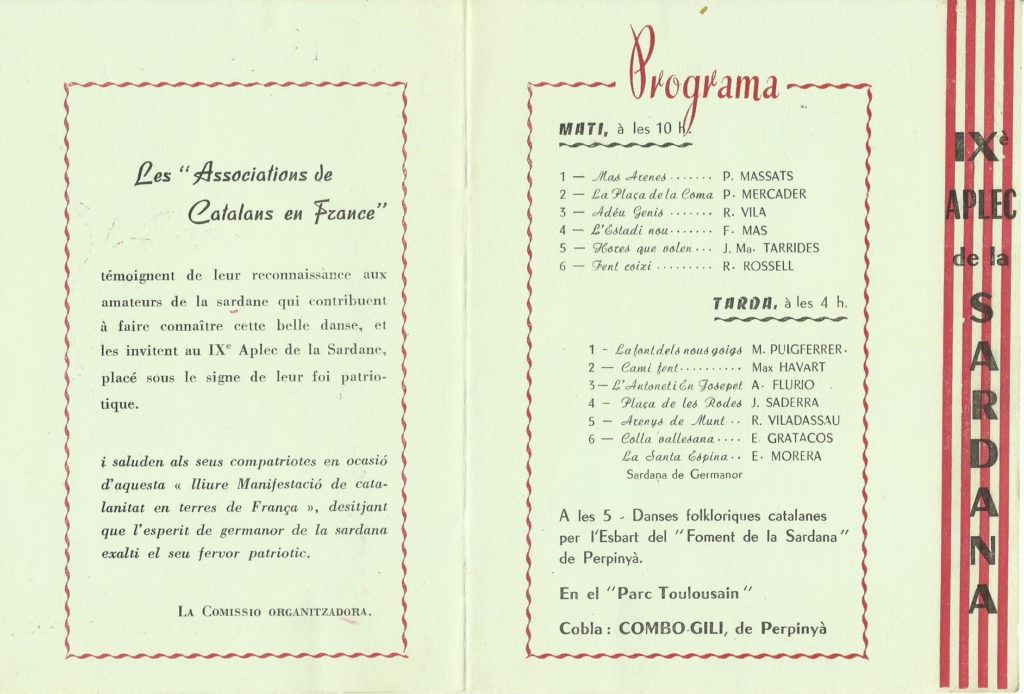 Les "Associations de
Catalans en France"
témoignent de leur reconnaissance aux
amateurs de la sardane qui contribuent
à faire connaître cette belle danse, et
les invitent au IXe Aplec de la Sardane,
placé sous le signe de leur foi patrio-
tique.
i saluden als seus compatriotes en ocasió
d'aquesta « lliure Manifestació de cata-
lanitat en terres de França », desitjant
que l'esperit de germanor de la sardana
exalti el seu fervor patriotic.
LA COMISSIO ORGANITZADORA.
Programa
MATI, à les 10 h.
1 — Mas Arenes ....... P. MASSATS
2 — La Plaça de la Coma P. MERCADER
3 — Adéu Genis ....... R. VILA
4 — L'Estadi nou ....... F. MAS
5 — Hores que volen ... J. Ma. TARRIDES
6 — Fent coixi ......... R. ROSSELL
TARDA, à les 4 h.
1 - La font dels nous goigs M. PUIGFERRER.
2 — Cami fent .......... Max HAVART
3 — L'Antoneti En Josepet A. FLURIO
4 — Plaça de les Rodes J. SADERRA
5 — Arenys de Munt .. R. VILADASSAU
6 — Colla vallesana .... E. GRATACOS
La Santa Espina .. E. MORERA
Sardana de Germanor
A les 5 - Danses folkloriques catalanes
per l'Esbart del "Foment de la Sardana"
de Perpinyà.
En el "Parc Toulousain"
Cobla : COMBO-GILI, de Perpinyà
IXè
APLEC
de la
SARDANA